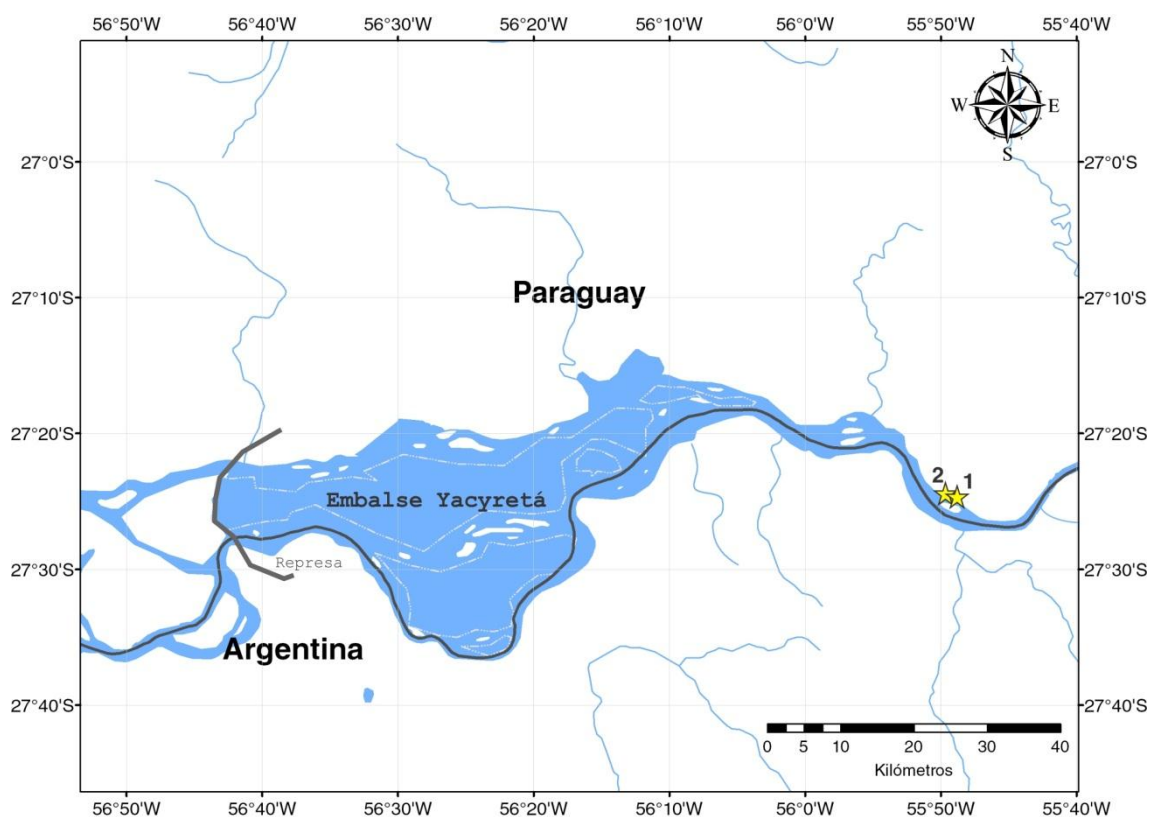 56°50'W 56°40'W 56°30'W 56°20'W 56°10'W 56°0'W 55°50'W 55°40'W
N
W E
S
27°0'S 27°0'S
Paraguay
27°10'S 27°10'S
27°20'S 27°20'S
2 1
Embalse Yacyretá
Represa
27°30'S 27°30'S
Argentina
27°40'S 27°40'S
0 5 10 20 30 40
Kilómetros
56°50'W 56°40'W 56°30'W 56°20'W 56°10'W 56°0'W 55°50'W 55°40'W